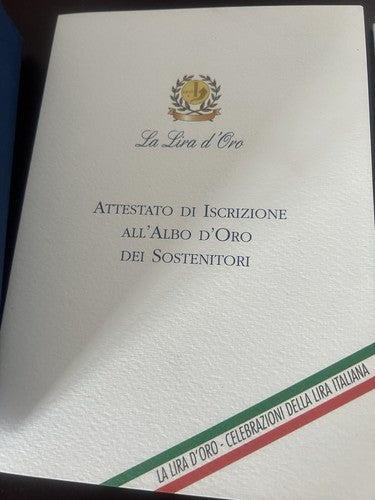 La Lira d'Oro
ATTESTATO DI ISCRIZIONE
ALL'ALBO D'ORO
DEI SOSTENITORI
LA LIRA D'ORO - CELEBRAZIONI DELLA LIRA ITALIANA